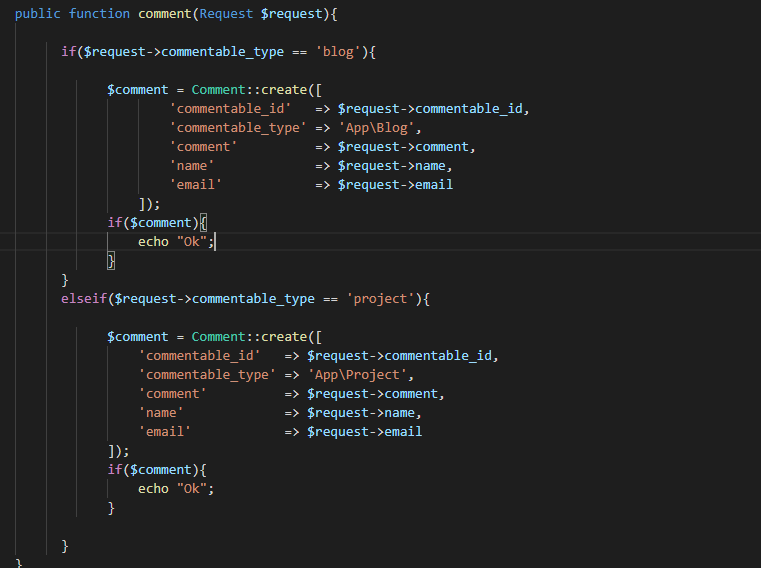 public function comment(Request $request){
if($request->commentable_type == 'blog'){
$comment = Comment::create([
'commentable_id' => $request->commentable_id,
'commentable_type' => 'App\Blog',
'comment' => $request->comment,
'name' => $request->name,
'email' => $request->email
]);
if($comment){
echo "Ok";
}
}
elseif($request->commentable_type == 'project'){
$comment = Comment::create([
'commentable_id' => $request->commentable_id,
'commentable_type' => 'App\Project',
'comment' => $request->comment,
'name' => $request->name,
'email' => $request->email
]);
if($comment){
echo "Ok";
}
}
}